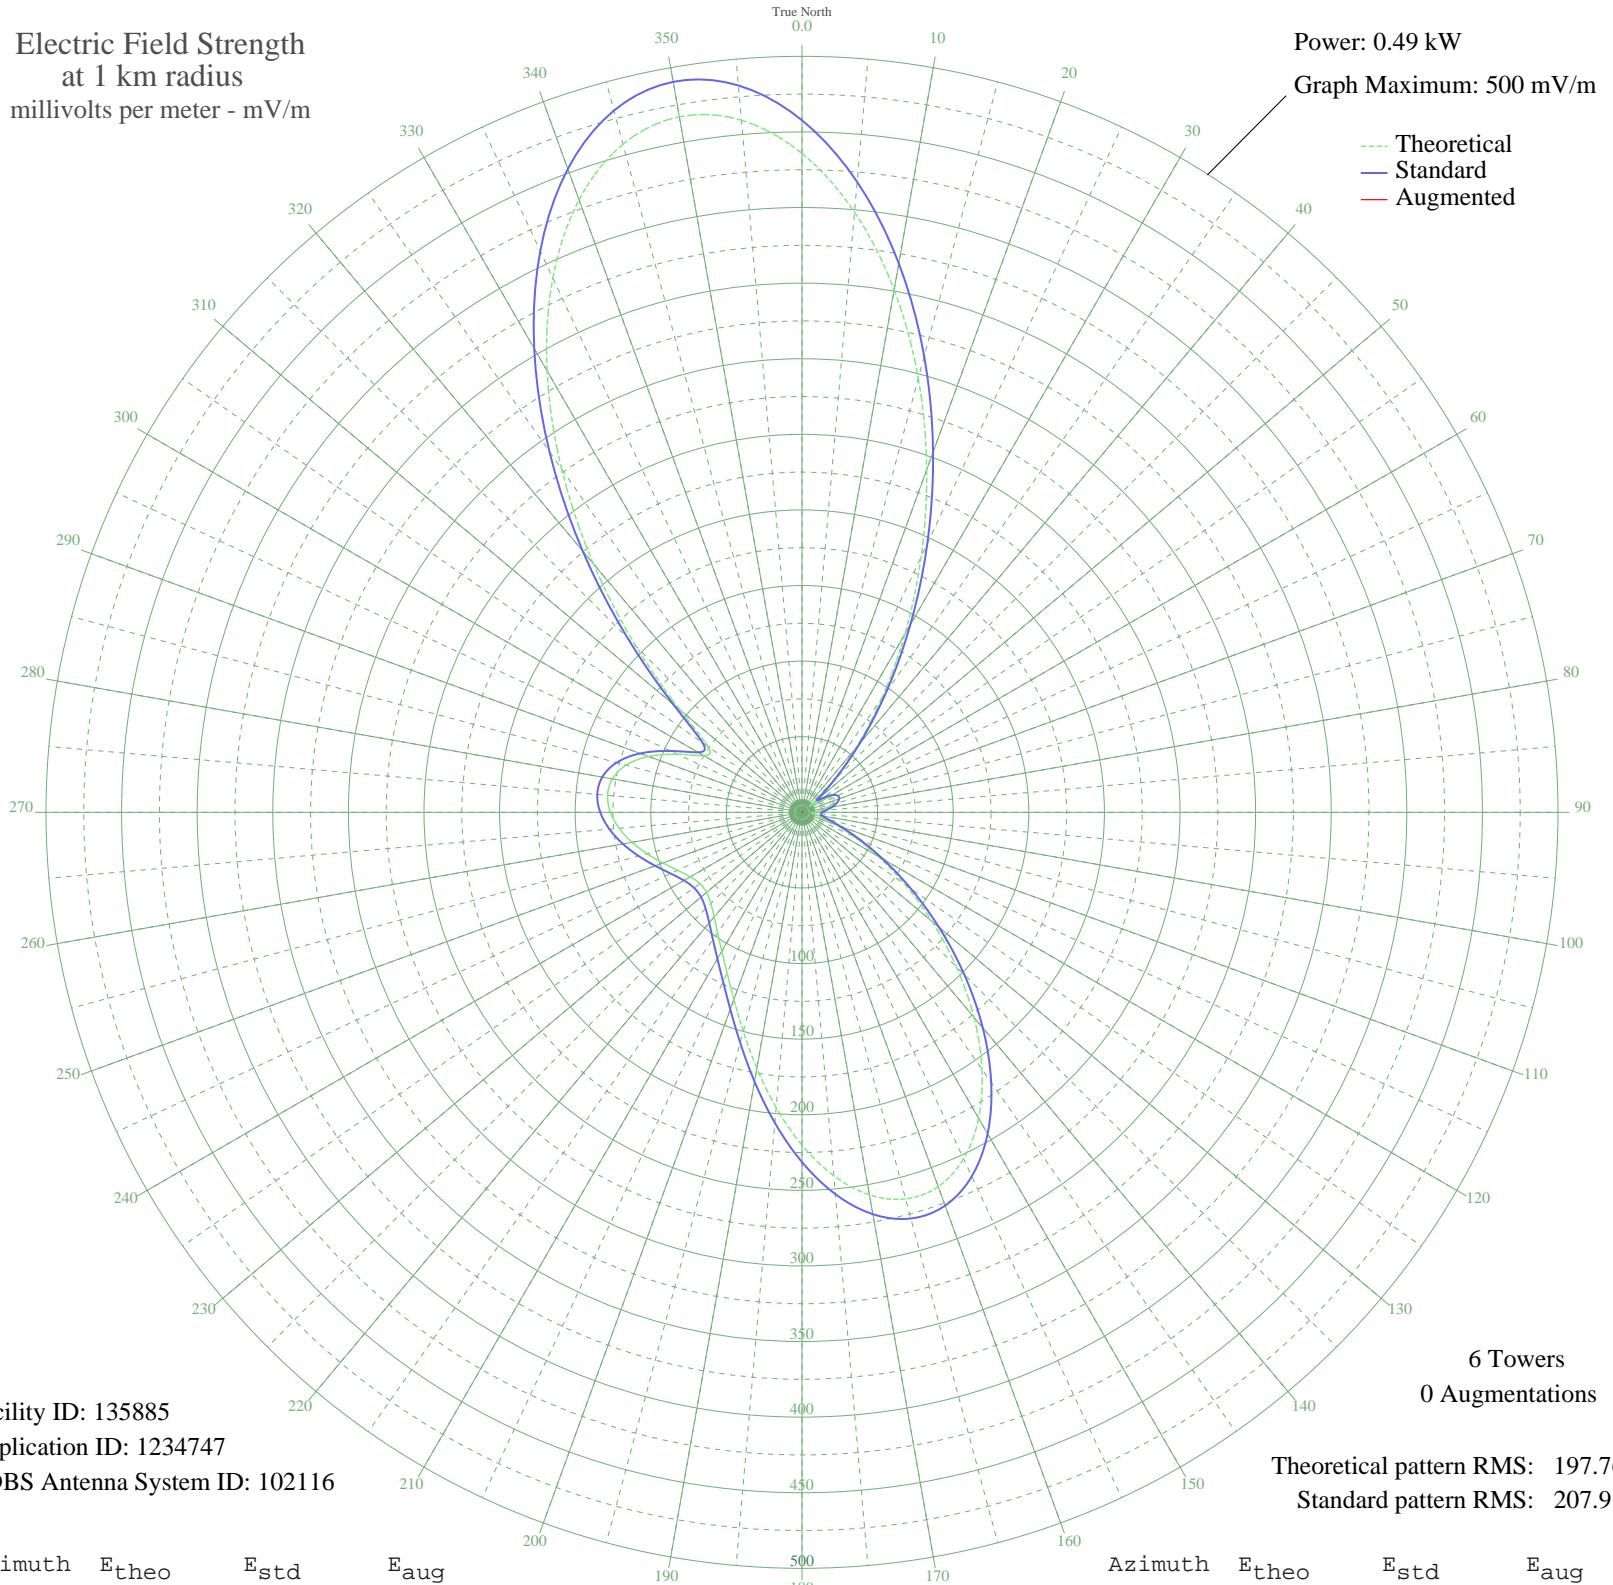 True North
0.0
Electric Field Strength
at 1 km radius
millivolts per meter - mV/m
Power: 0.49 kW
Graph Maximum: 500 mV/m
Theoretical
Standard
Augmented
10
20
30
40
50
60
70
80
90
100
110
120
130
140
150
160
170
190
200
210
220
230
240
250
260
270
280
290
300
310
320
330
340
350
100
150
200
250
300
350
400
450
500
6 Towers
0 Augmentations
cility ID: 135885
plication ID: 1234747
DBS Antenna System ID: 102116
Theoretical pattern RMS: 197.7
Standard pattern RMS: 207.9
imuth Etheo Estd Eaug
Azimuth Etheo Estd Eaug